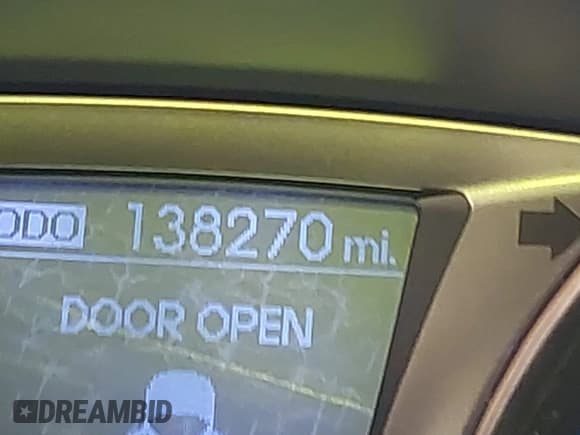 ODO 138270 mi.
DOOR OPEN
DREAMBID